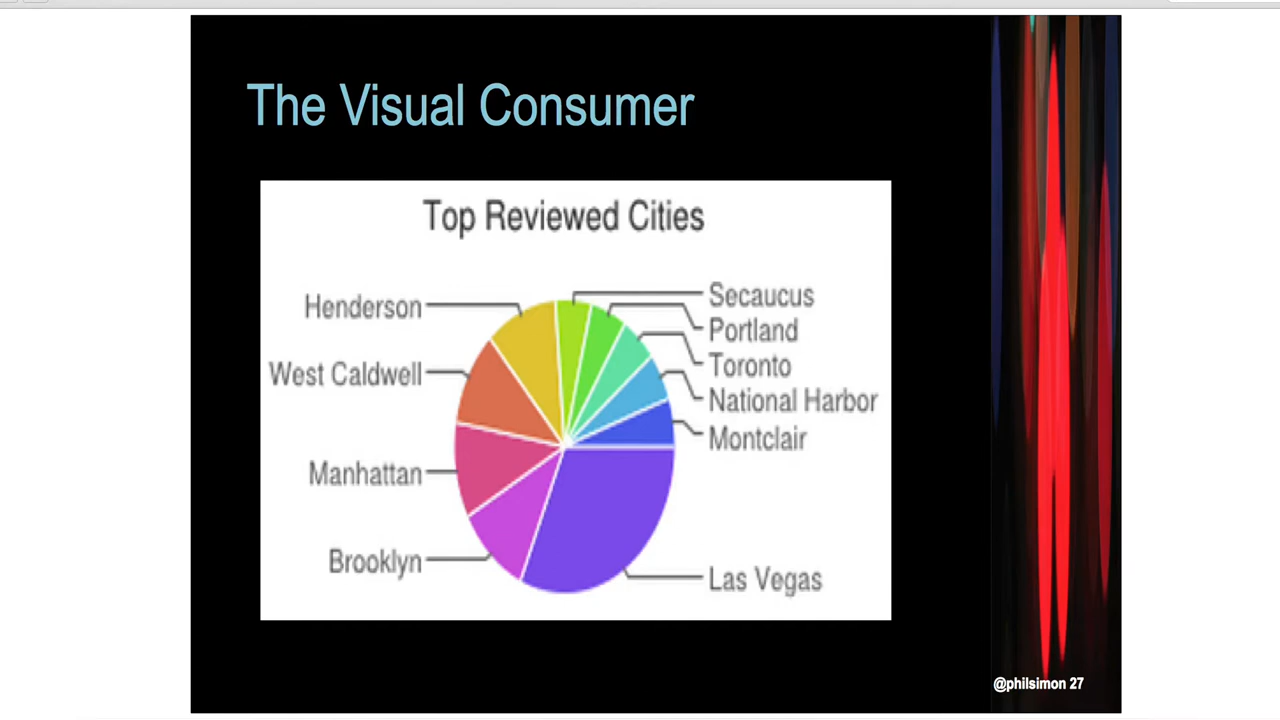 The Visual Consumer
Top Reviewed Cities
Henderson
West Caldwell
Manhattan
Brooklyn
Secaucus
Portland
Toronto
National Harbor
Montclair
Las Vegas
@philsimon 27